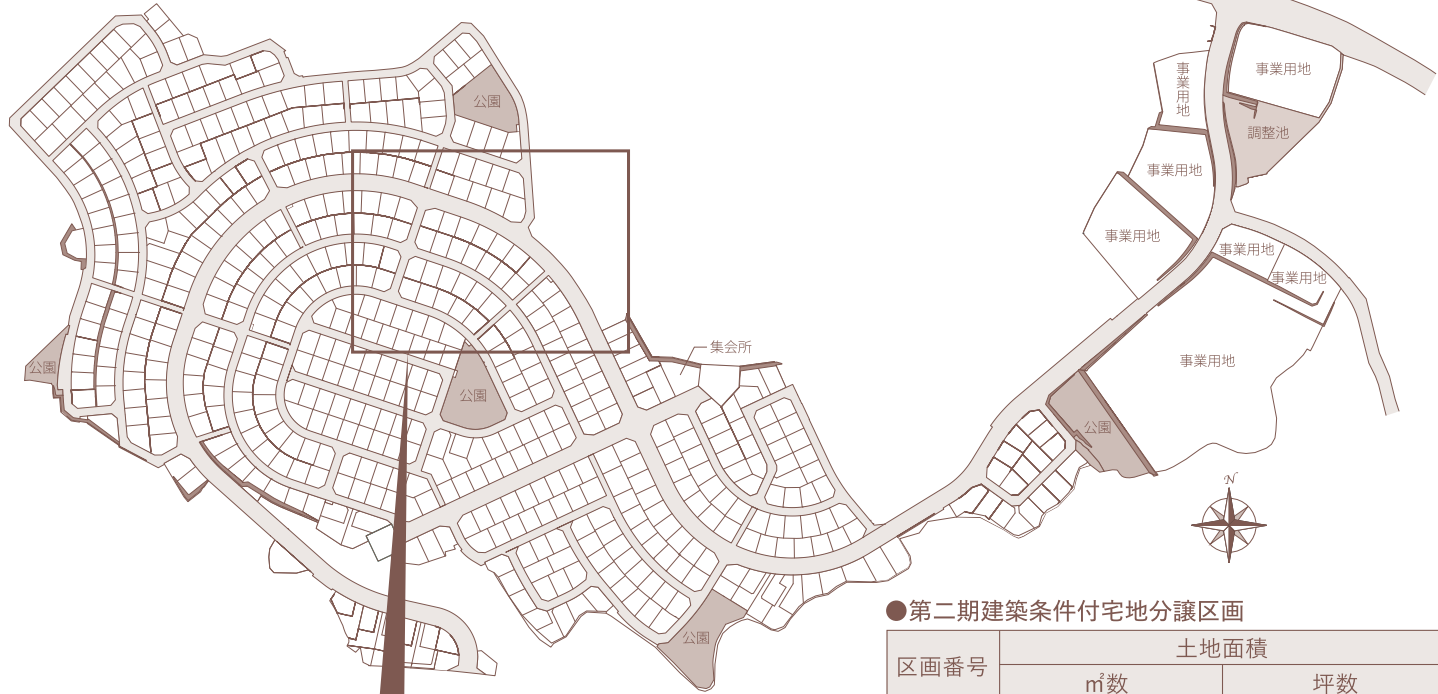 公園
事業用地
事業用地
調整池
事業用地
事業用地
事業用地
事業用地
集会所
事業用地
公園
公園
公園
N
公園
●第二期建築条件付宅地分譲区画
区画番号
土地面積
㎡数
坪数